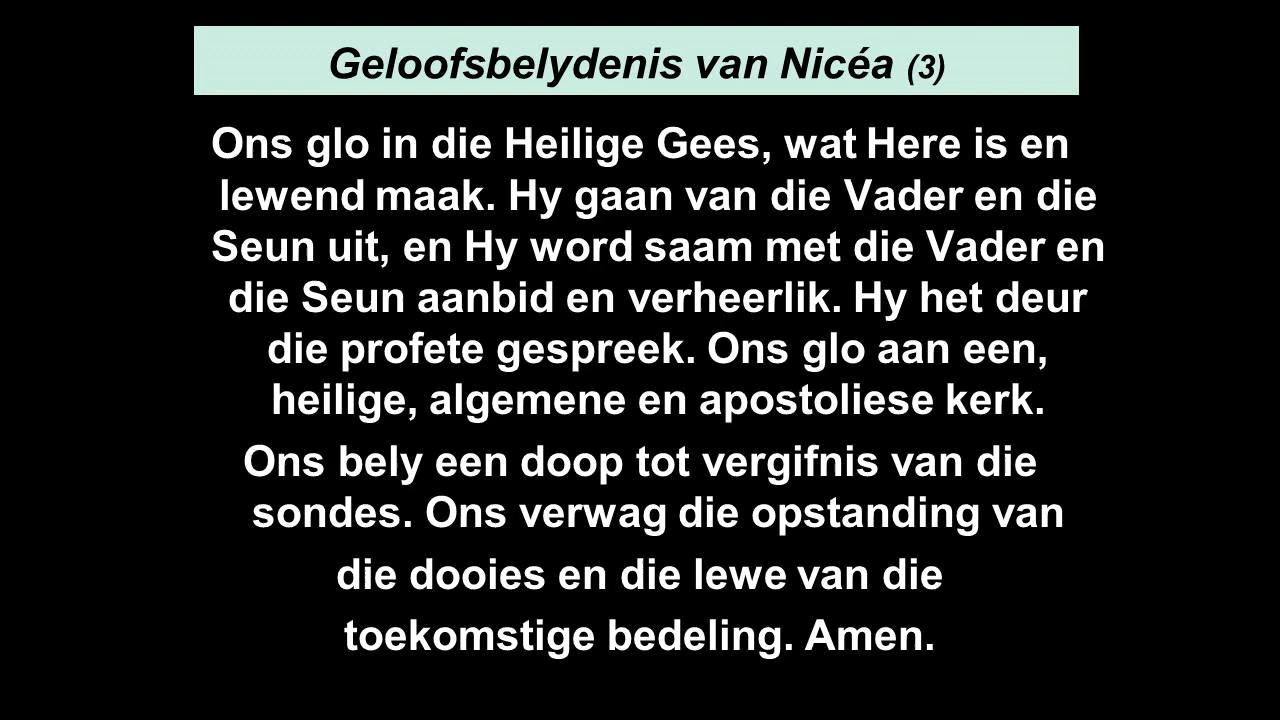 Geloofsbelydenis van Nicéa (3)
Ons glo in die Heilige Gees, wat Here is en
lewend maak. Hy gaan van die Vader en die
Seun uit, en Hy word saam met die Vader en
die Seun aanbid en verheerlik. Hy het deur
die profete gespreek. Ons glo aan een,
heilige, algemene en apostoliese kerk.
Ons bely een doop tot vergifnis van die
sondes. Ons verwag die opstanding van
die dooies en die lewe van die
toekomstige bedeling. Amen.